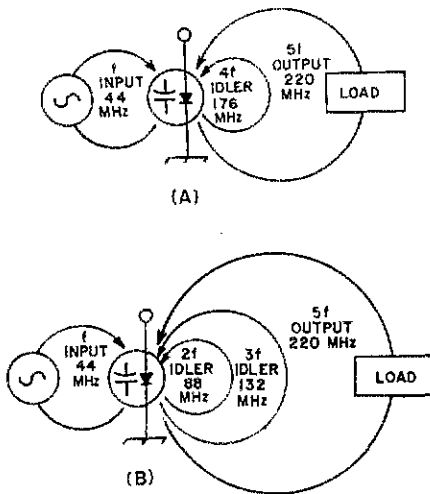 f
INPUT
44
MHz
4f
IDLER
176
MHz
5f
OUTPUT
220
MHz
LOAD
(A)
f
INPUT
44
MHz
2f
IDLER
88
MHz
3f
IDLER
132
MHz
5f
OUTPUT
220 MHz
LOAD
(B)